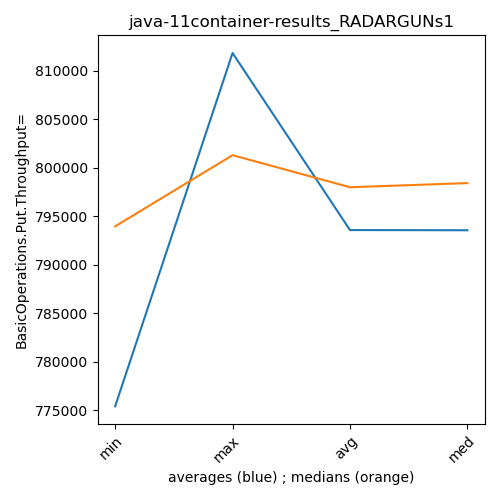 java-11container-results_RADARGUNs1
BasicOperations.Put.Throughput=
810000
805000
800000
795000
790000
785000
780000
775000
min
max
avg
med
averages (blue) ; medians (orange)